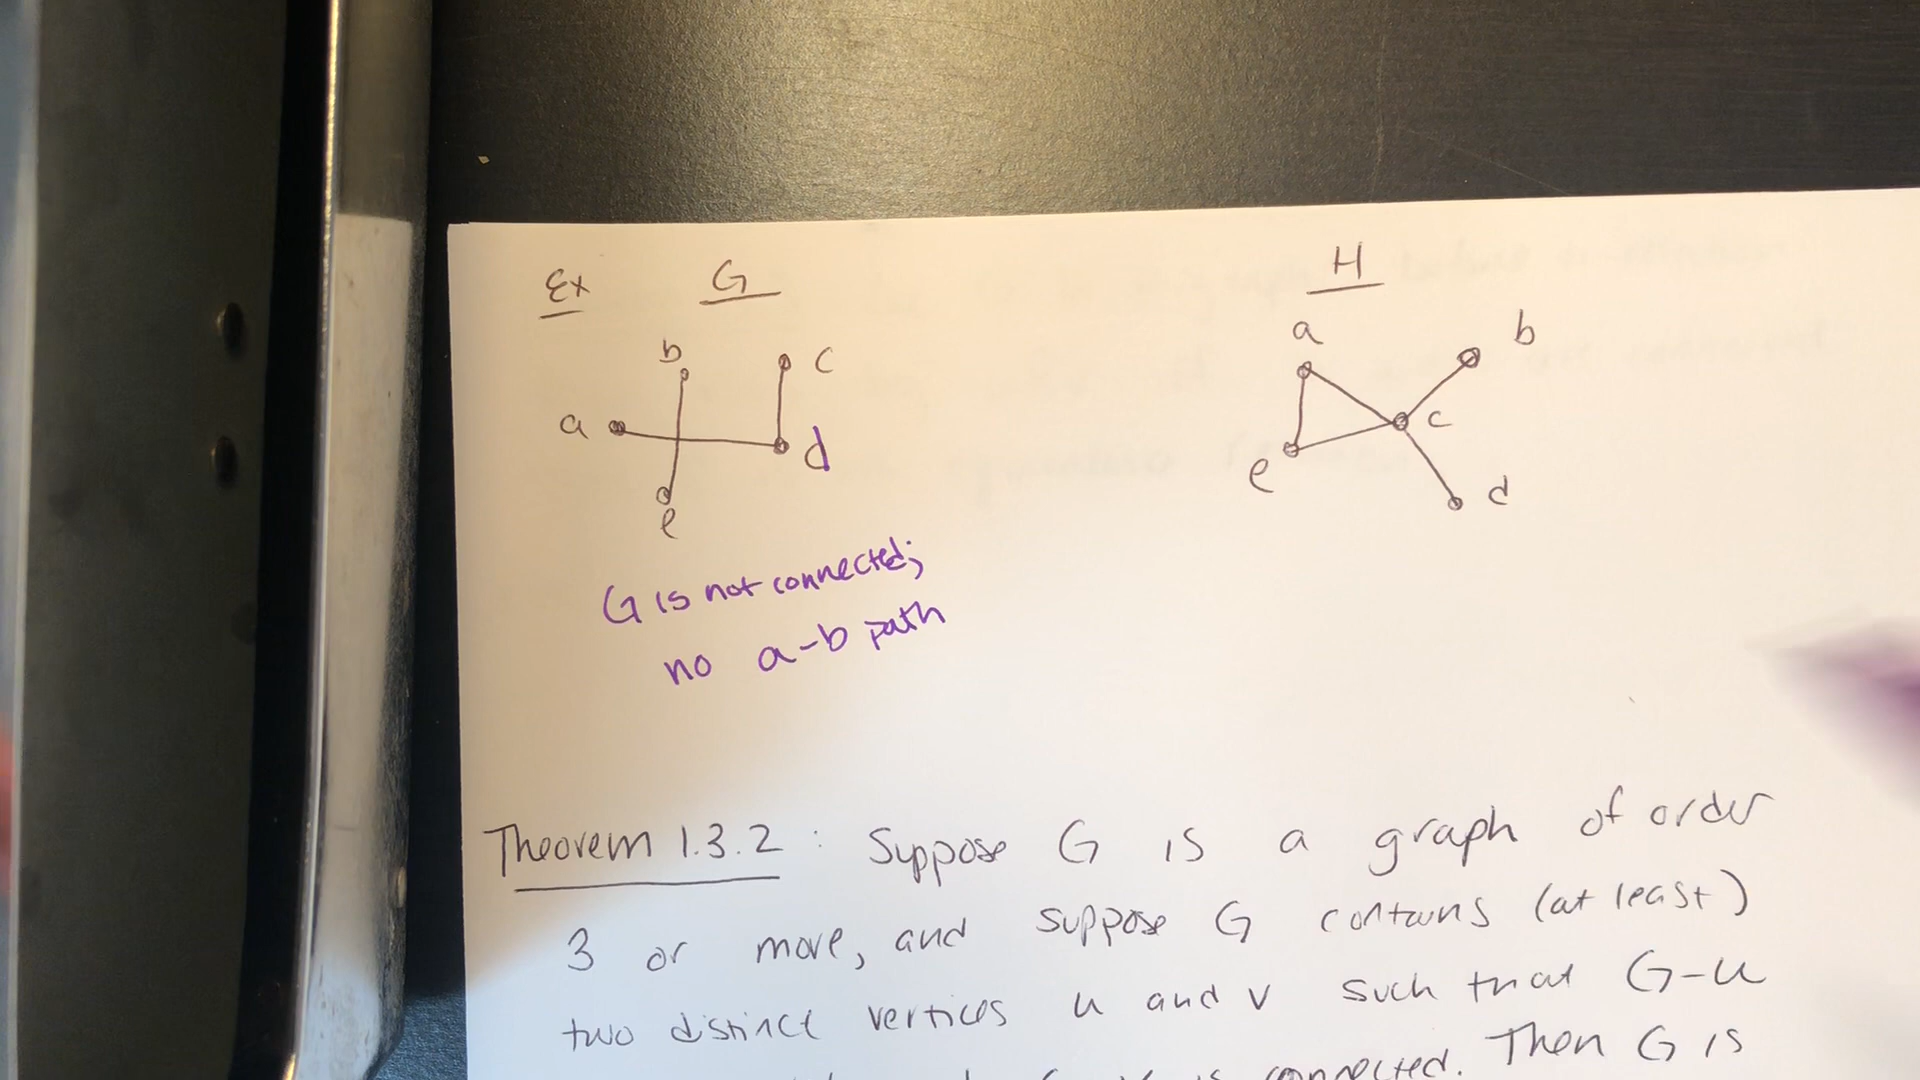 Ex G H
b c
a d
e
a b
c
e d
G is not connected;
no a-b path
Theorem 1.3.2: Suppose G is a graph of order
3 or more, and suppose G contains (at least)
two distinct vertices u and v such that G-u
is connected. Then G is